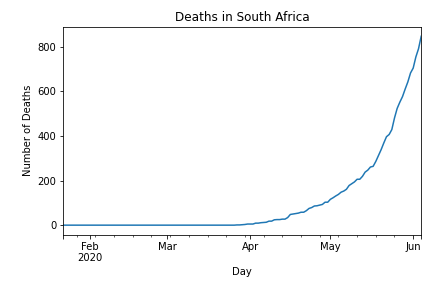 Deaths in South Africa
Number of Deaths
800
600
400
200
0
Feb
2020
Mar
Apr
May
Jun
Day